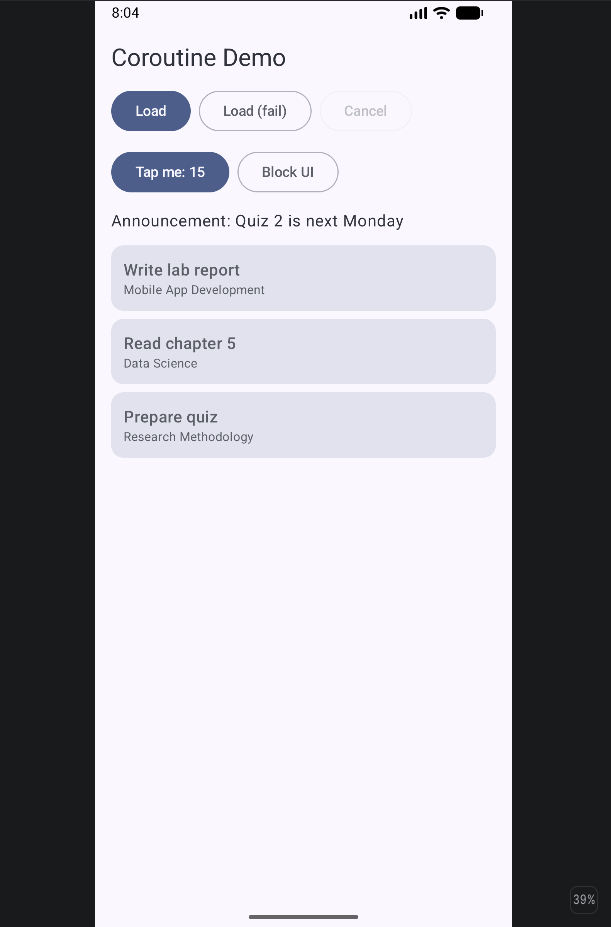 8:04
Coroutine Demo
Load Load (fail) Cancel
Tap me: 15 Block UI
Announcement: Quiz 2 is next Monday
Write lab report
Mobile App Development
Read chapter 5
Data Science
Prepare quiz
Research Methodology
39%